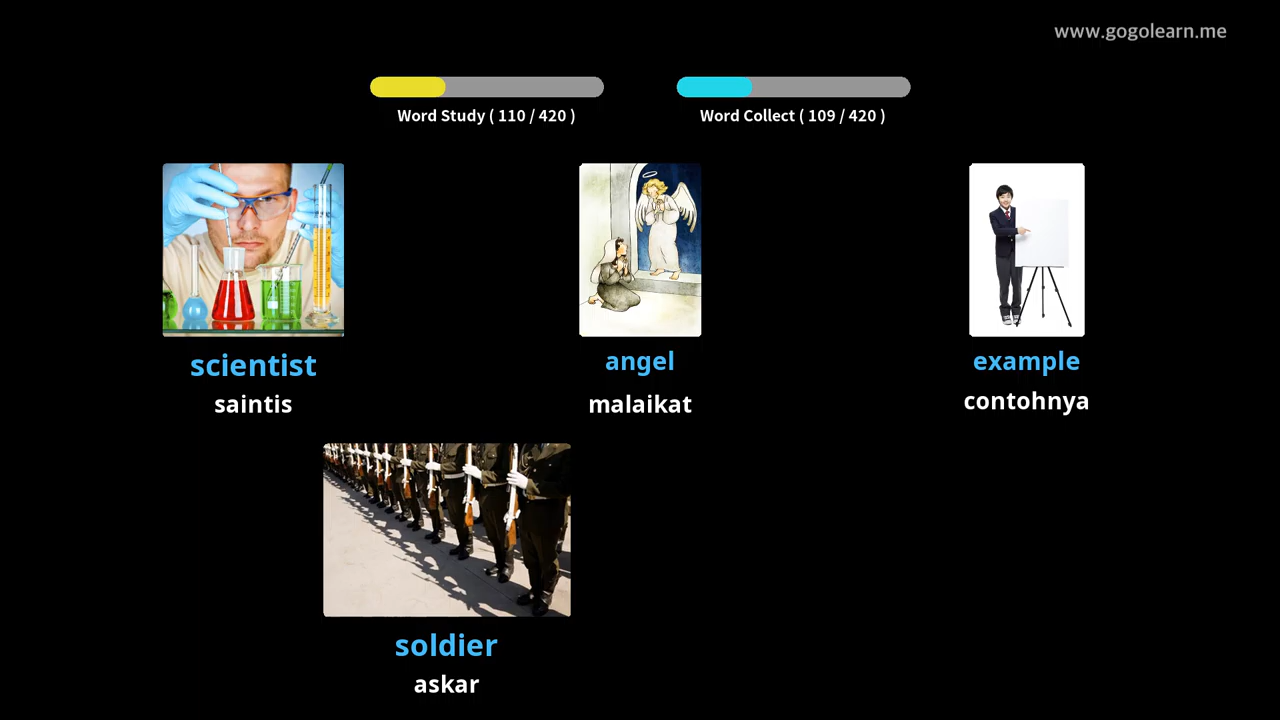 www.gogolearn.me
Word Study ( 110 / 420 )
Word Collect ( 109 / 420 )
scientist
saintis
angel
malaikat
example
contohnya
soldier
askar